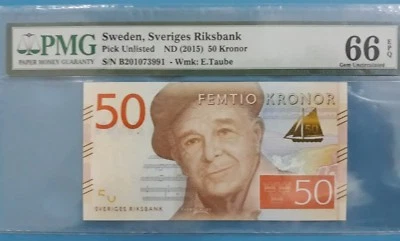 PMG
PAPER MONEY GUARANTY
Sweden, Sveriges Riksbank
Pick Unlisted ND (2015) 50 Kronor
S/N B201073991 - Wmk: E.Taube
66 EPQ
Gem Uncirculated
50
FEMTIO KRONOR
50
SVERIGES RIKSBANK
50